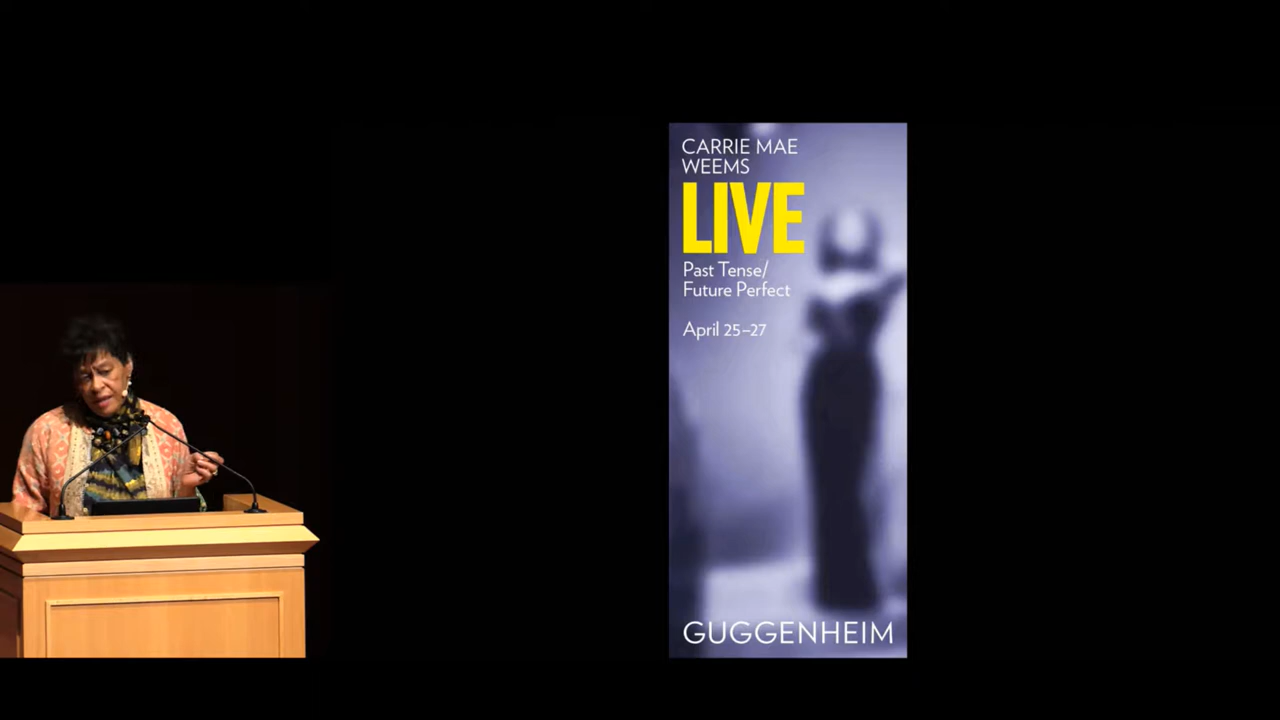 CARRIE MAE
WEEMS
LIVE
Past Tense/
Future Perfect
April 25–27
GUGGENHEIM